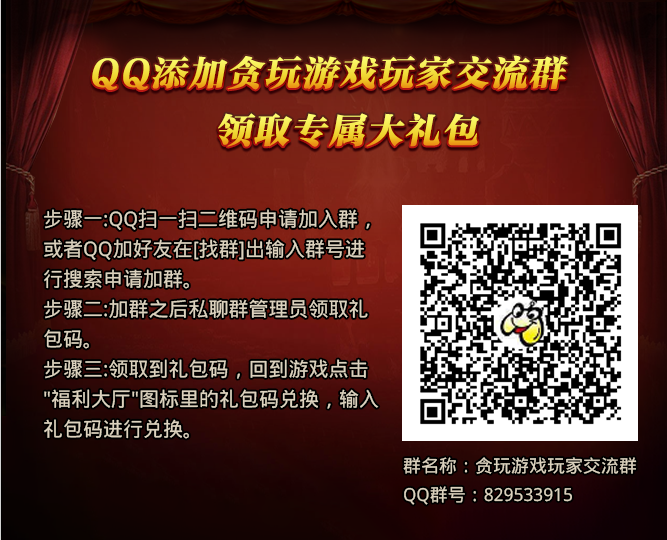 QQ添加贪玩游戏玩家交流群
领取专属大礼包
步骤一:QQ扫一扫二维码申请加入群，
或者QQ加好友在[找群]出输入群号进
行搜索申请加群。
步骤二:加群之后私聊群管理员领取礼
包码。
步骤三:领取到礼包码，回到游戏点击
"福利大厅"图标里的礼包码兑换，输入
礼包码进行兑换。
群名称：贪玩游戏玩家交流群
QQ群号：829533915